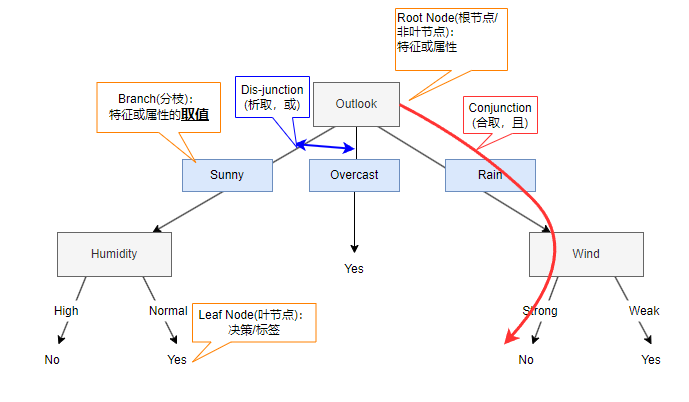 Root Node(根节点/
非叶节点)：
特征或属性
Branch(分枝)：
特征或属性的取值
Dis-junction
(析取，或)
Outlook
Conjunction
(合取，且)
Sunny
Overcast
Rain
Humidity
Yes
Wind
High
Normal
Leaf Node(叶节点)：
决策/标签
Strong
Weak
No
Yes
No
Yes